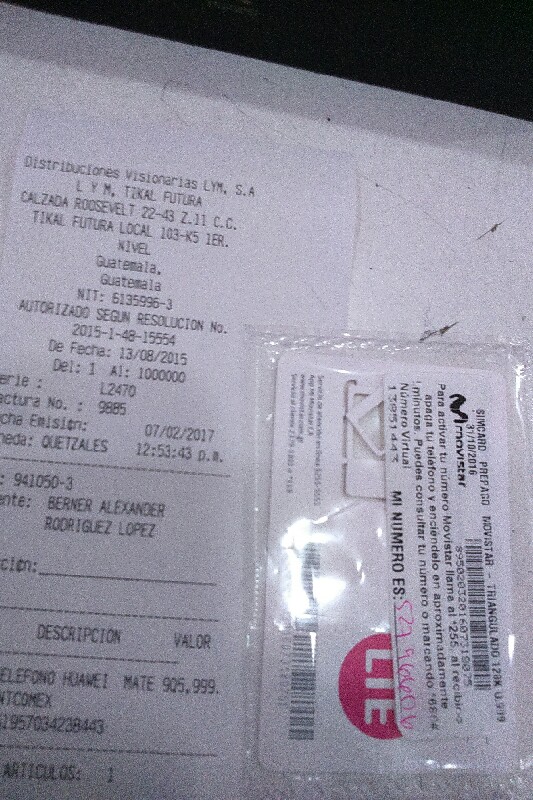 Distribuciones Visionarias LYM, S.A
L Y M, TIKAL FUTURA
CALZADA ROOSEVELT 22-43 Z.11 C.C.
TIKAL FUTURA LOCAL 103-K5 1ER.
NIVEL
Guatemala,
Guatemala
NIT: 6135996-3
AUTORIZADO SEGUN RESOLUCION No.
2015-1-48-15554
De Fecha: 13/08/2015
Del: 1 Al: 1000000
erie : L2470
actura No. : 9885
cha Emisión: 07/02/2017
neda: QUETZALES 12:53:43 p.m.
: 941050-3
ente: BERNER ALEXANDER
RODRIGUEZ LOPEZ
ción:
DESCRIPCION VALOR
ELEFONO HUAWEI MATE 905,999.
NTCOMEX
ARTICULOS: 1
SIMCARD PREPAGO MOVISTAR - TRIANGULADO 128K
31/10/2016
movistar
Para activar tu número Movistar llama al *255, al recibir
apaga tu teléfono y enciéndelo en aproximadamente
minutos. Puedes consultar tu número marcando
Número Virtual
MI NUMERO ES:
LTE